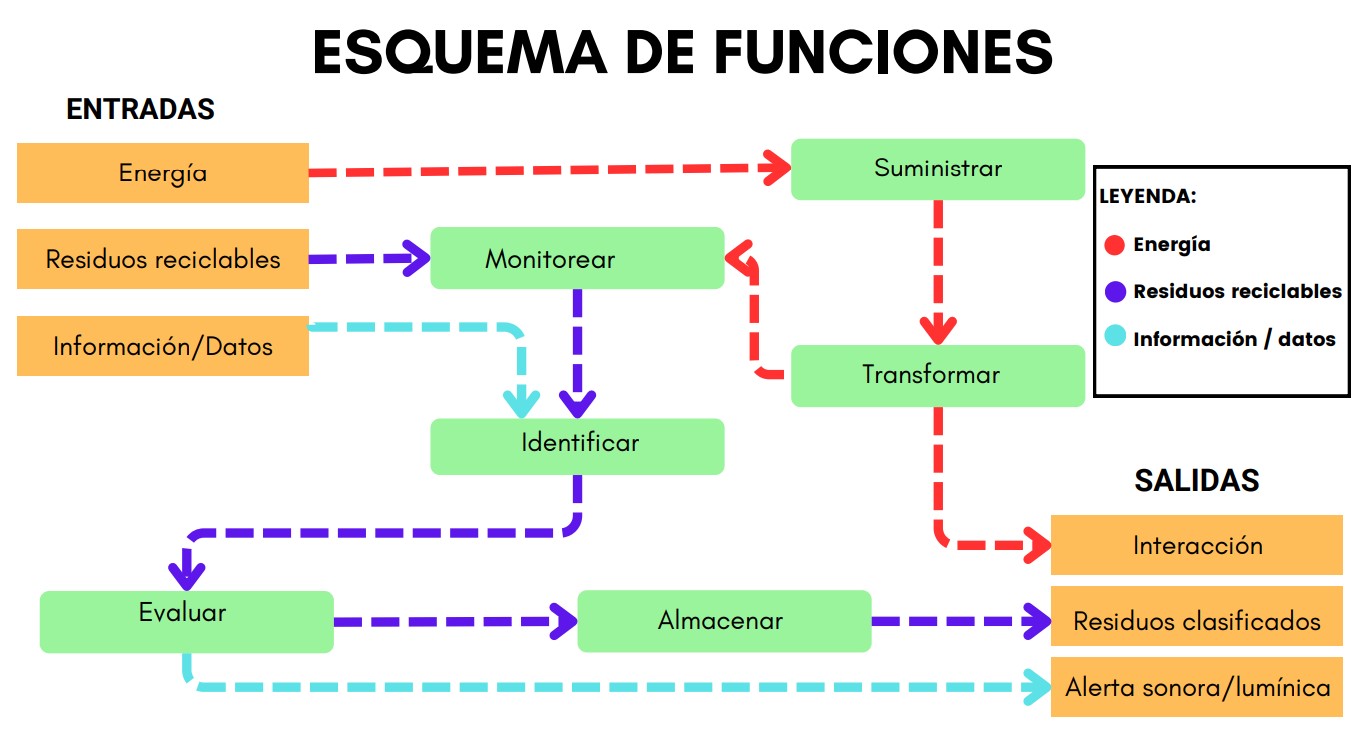 ESQUEMA DE FUNCIONES
ENTRADAS
Energía
Suministrar
LEYENDA:
Energía
Residuos reciclables
Información / datos
Residuos reciclables
Monitorear
Información/Datos
Transformar
Identificar
SALIDAS
Interacción
Evaluar
Almacenar
Residuos clasificados
Alerta sonora/lumínica